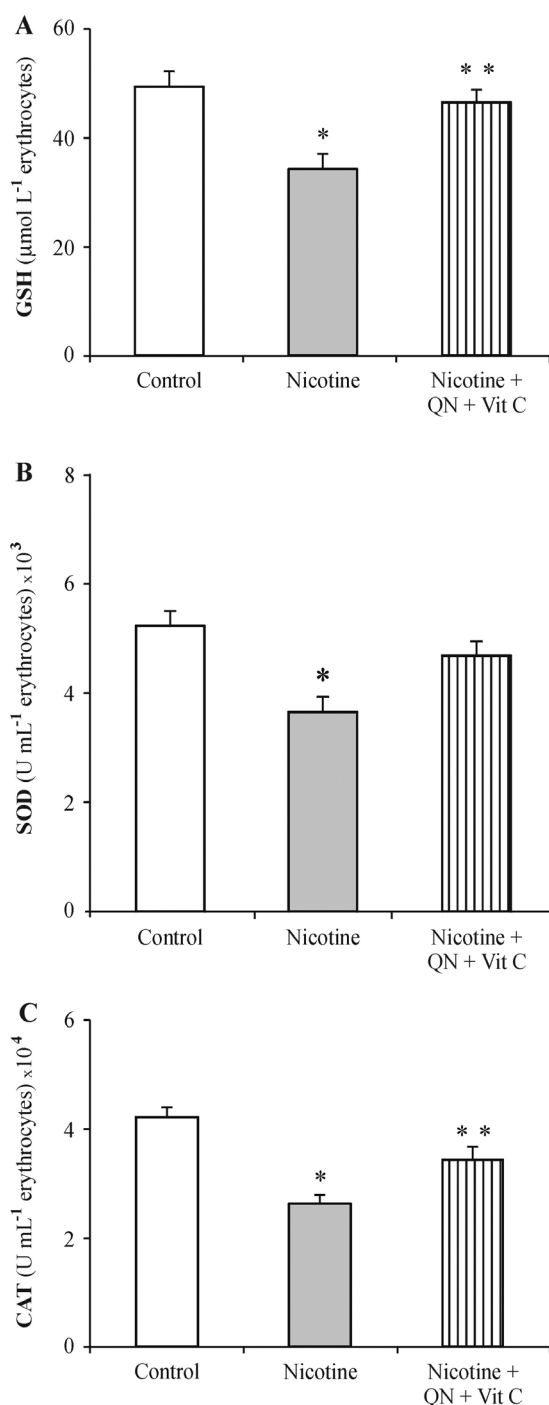 A
60
40
20
0
GSH (µmol L⁻¹ erythrocytes)
*
* *
Control
Nicotine
Nicotine +
QN + Vit C
B
8
6
4
2
0
SOD (U mL⁻¹ erythrocytes) x10³
*
Control
Nicotine
Nicotine +
QN + Vit C
C
6
4
2
0
CAT (U mL⁻¹ erythrocytes) x10⁴
*
* *
Control
Nicotine
Nicotine +
QN + Vit C